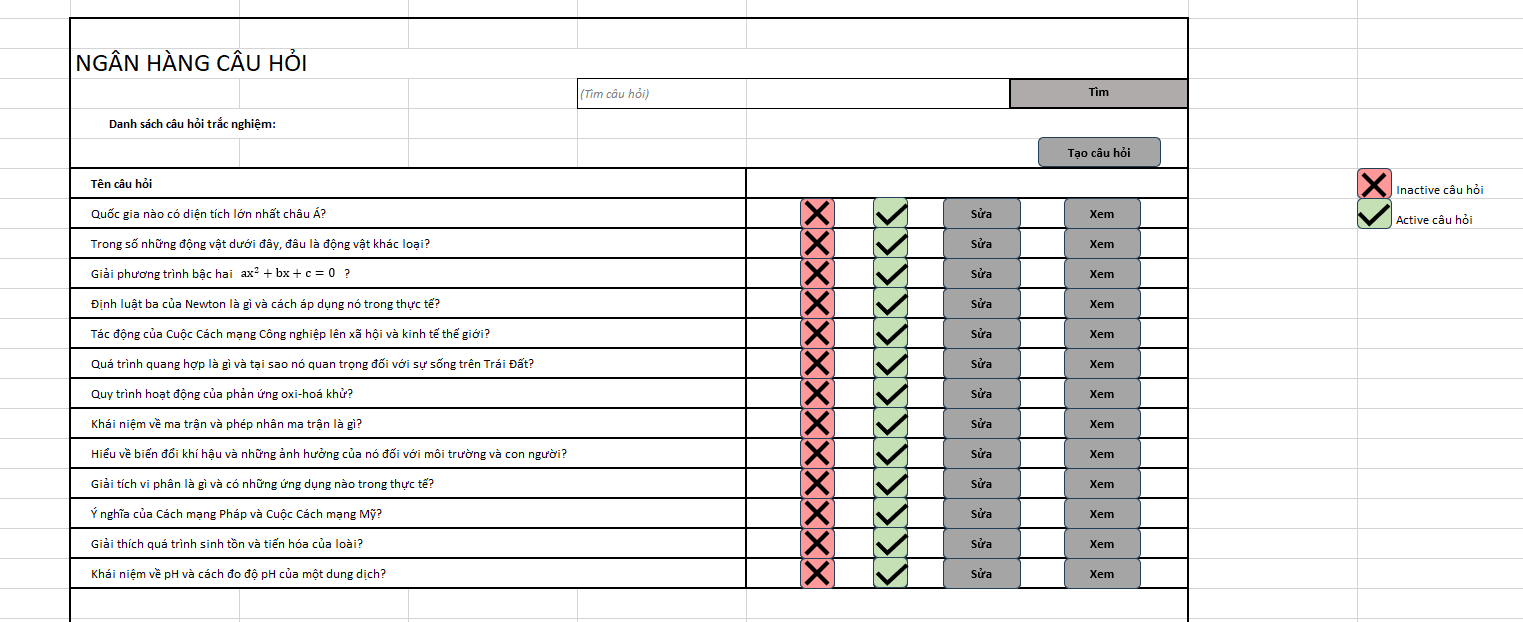 NGÂN HÀNG CÂU HỎI
(Tìm câu hỏi) Tìm
Danh sách câu hỏi trắc nghiệm:
Tạo câu hỏi
Tên câu hỏi
Inactive câu hỏi
Quốc gia nào có diện tích lớn nhất châu Á? Sửa Xem
Active câu hỏi
Trong số những động vật dưới đây, đâu là động vật khác loại? Sửa Xem
Giải phương trình bậc hai ax² + bx + c = 0 ? Sửa Xem
Định luật ba của Newton là gì và cách áp dụng nó trong thực tế? Sửa Xem
Tác động của Cuộc Cách mạng Công nghiệp lên xã hội và kinh tế thế giới? Sửa Xem
Quá trình quang hợp là gì và tại sao nó quan trọng đối với sự sống trên Trái Đất? Sửa Xem
Quy trình hoạt động của phản ứng oxi-hoá khử? Sửa Xem
Khái niệm về ma trận và phép nhân ma trận là gì? Sửa Xem
Hiểu về biến đổi khí hậu và những ảnh hưởng của nó đối với môi trường và con người? Sửa Xem
Giải tích vi phân là gì và có những ứng dụng nào trong thực tế? Sửa Xem
Ý nghĩa của Cách mạng Pháp và Cuộc Cách mạng Mỹ? Sửa Xem
Giải thích quá trình sinh tồn và tiến hóa của loài? Sửa Xem
Khái niệm về pH và cách đo độ pH của một dung dịch? Sửa Xem